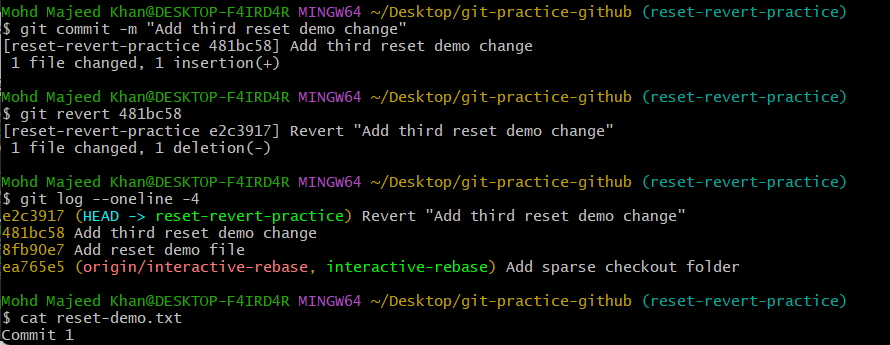 Mohd Majeed Khan@DESKTOP-F4IRD4R MINGW64 ~/Desktop/git-practice-github (reset-revert-practice)
$ git commit -m "Add third reset demo change"
[reset-revert-practice 481bc58] Add third reset demo change
 1 file changed, 1 insertion(+)
Mohd Majeed Khan@DESKTOP-F4IRD4R MINGW64 ~/Desktop/git-practice-github (reset-revert-practice)
$ git revert 481bc58
[reset-revert-practice e2c3917] Revert "Add third reset demo change"
 1 file changed, 1 deletion(-)
Mohd Majeed Khan@DESKTOP-F4IRD4R MINGW64 ~/Desktop/git-practice-github (reset-revert-practice)
$ git log --oneline -4
e2c3917 (HEAD -> reset-revert-practice) Revert "Add third reset demo change"
481bc58 Add third reset demo change
8fb90e7 Add reset demo file
ea765e5 (origin/interactive-rebase, interactive-rebase) Add sparse checkout folder
Mohd Majeed Khan@DESKTOP-F4IRD4R MINGW64 ~/Desktop/git-practice-github (reset-revert-practice)
$ cat reset-demo.txt
Commit 1